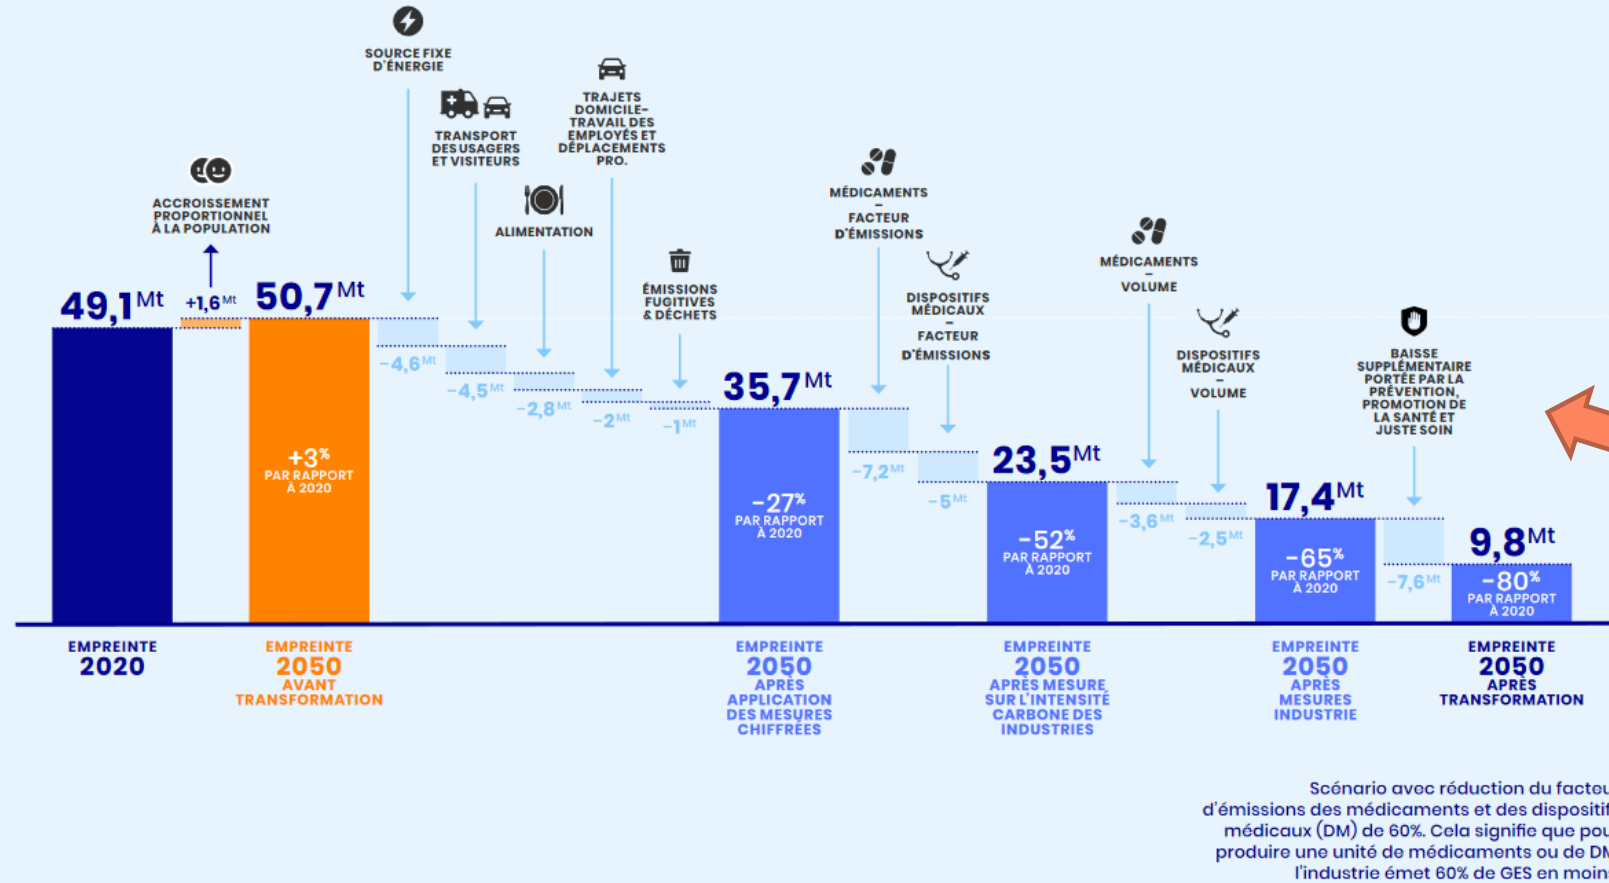 SOURCE FIXE
D'ÉNERGIE
TRANSPORT
DES USAGERS
ET VISITEURS
TRAJETS
DOMICILE-
TRAVAIL DES
EMPLOYÉS ET
DÉPLACEMENTS
PRO.
ACCROISSEMENT
PROPORTIONNEL
À LA POPULATION
ALIMENTATION
ÉMISSIONS
FUGITIVES
& DÉCHETS
MÉDICAMENTS
–
FACTEUR
D'ÉMISSIONS
DISPOSITIFS
MÉDICAUX
–
FACTEUR
D'ÉMISSIONS
MÉDICAMENTS
–
VOLUME
DISPOSITIFS
MÉDICAUX
–
VOLUME
BAISSE
SUPPLÉMENTAIRE
PORTÉE PAR LA
PRÉVENTION,
PROMOTION DE
LA SANTÉ ET
JUSTE SOIN
49,1Mt
+1,6Mt
50,7Mt
-4,6Mt
-4,5Mt
-2,8Mt
-2Mt
-1Mt
35,7Mt
-7,2Mt
-5Mt
23,5Mt
-3,6Mt
-2,5Mt
17,4Mt
-7,6Mt
9,8Mt
+3%
PAR RAPPORT
À 2020
-27%
PAR RAPPORT
À 2020
-52%
PAR RAPPORT
À 2020
-65%
PAR RAPPORT
À 2020
-80%
PAR RAPPORT
À 2020
EMPREINTE
2020
EMPREINTE
2050
AVANT
TRANSFORMATION
EMPREINTE
2050
APRÈS
APPLICATION
DES MESURES
CHIFFRÉES
EMPREINTE
2050
APRÈS MESURE
SUR L'INTENSITÉ
CARBONE DES
INDUSTRIES
EMPREINTE
2050
APRÈS
MESURES
INDUSTRIE
EMPREINTE
2050
APRÈS
TRANSFORMATION
Scénario avec réduction du facteu
d'émissions des médicaments et des dispositif
médicaux (DM) de 60%. Cela signifie que pou
produire une unité de médicaments ou de DM
l'industrie émet 60% de GES en moins